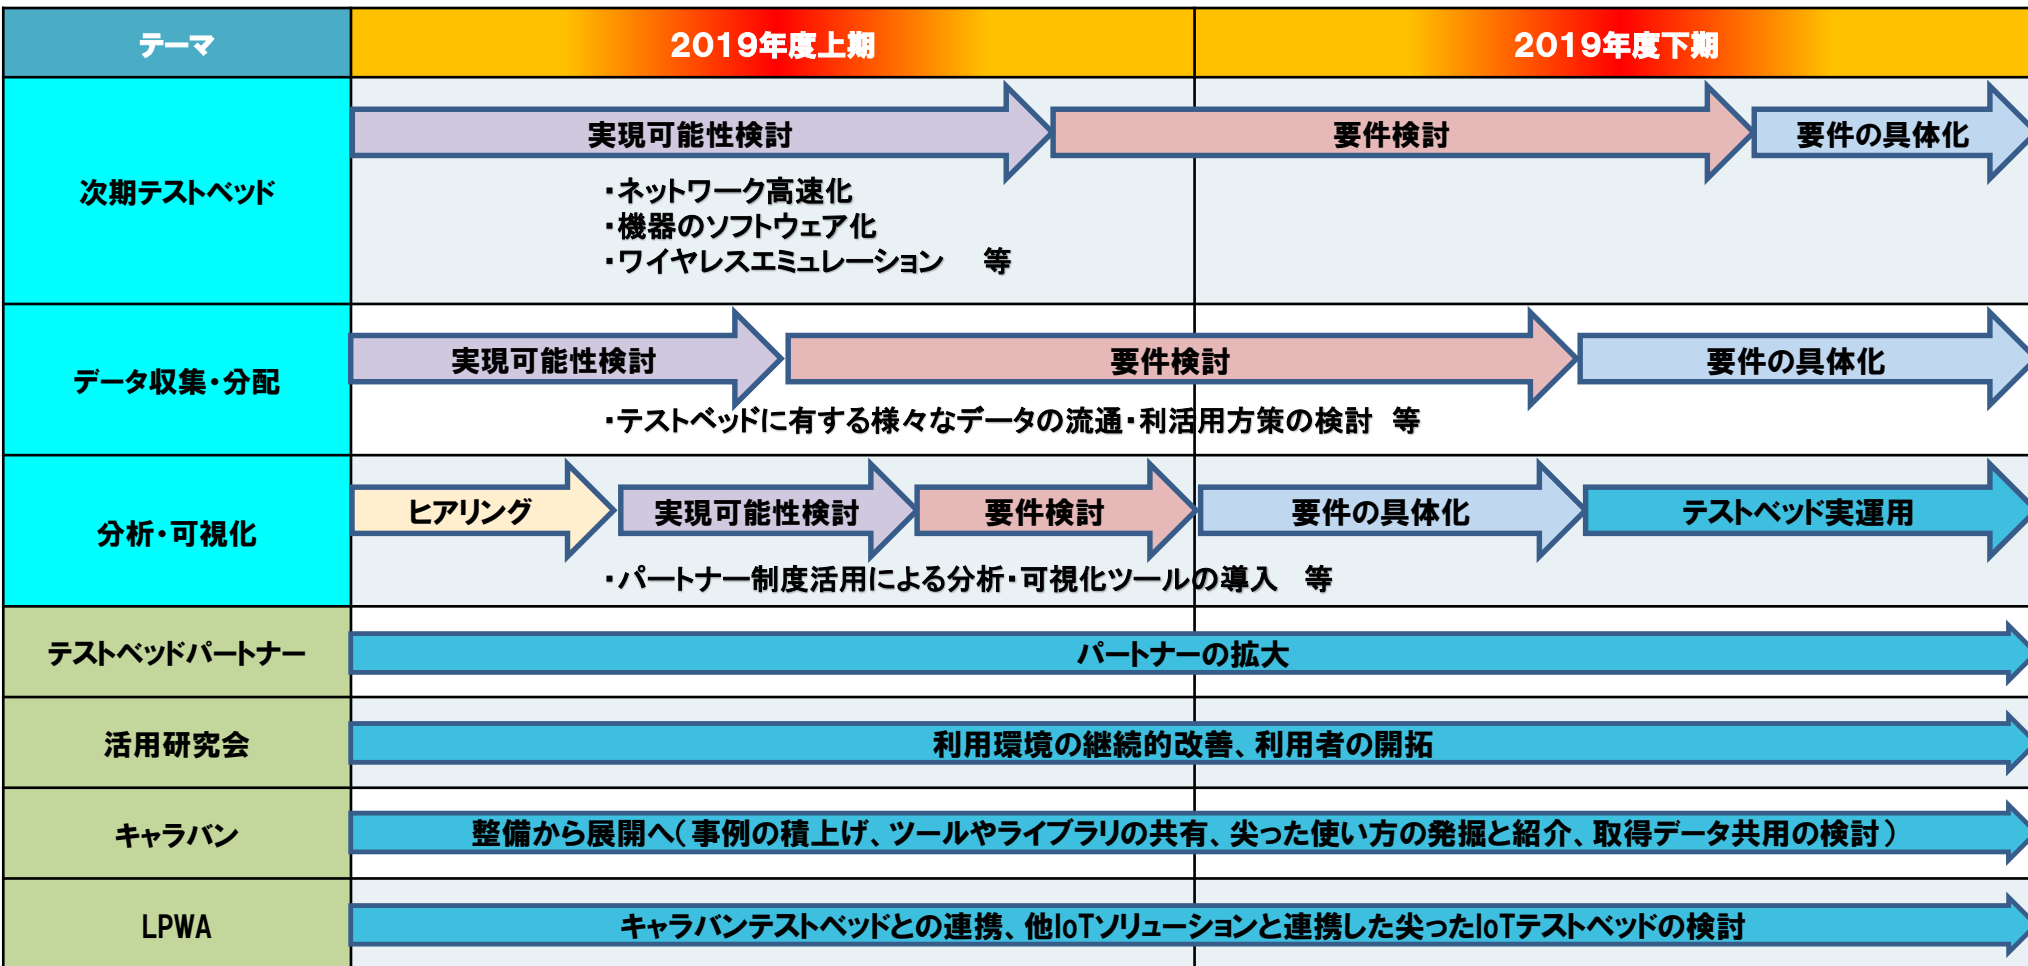 テーマ
2019年度上期
2019年度下期
次期テストベッド
実現可能性検討
要件検討
要件の具体化
・ネットワーク高速化
・機器のソフトウェア化
・ワイヤレスエミュレーション　等
データ収集・分配
実現可能性検討
要件検討
要件の具体化
・テストベッドに有する様々なデータの流通・利活用方策の検討　等
分析・可視化
ヒアリング
実現可能性検討
要件検討
要件の具体化
テストベッド実運用
・パートナー制度活用による分析・可視化ツールの導入　等
テストベッドパートナー
パートナーの拡大
活用研究会
利用環境の継続的改善、利用者の開拓
キャラバン
整備から展開へ（事例の積上げ、ツールやライブラリの共有、尖った使い方の発掘と紹介、取得データ共用の検討）
LPWA
キャラバンテストベッドとの連携、他IoTソリューションと連携した尖ったIoTテストベッドの検討